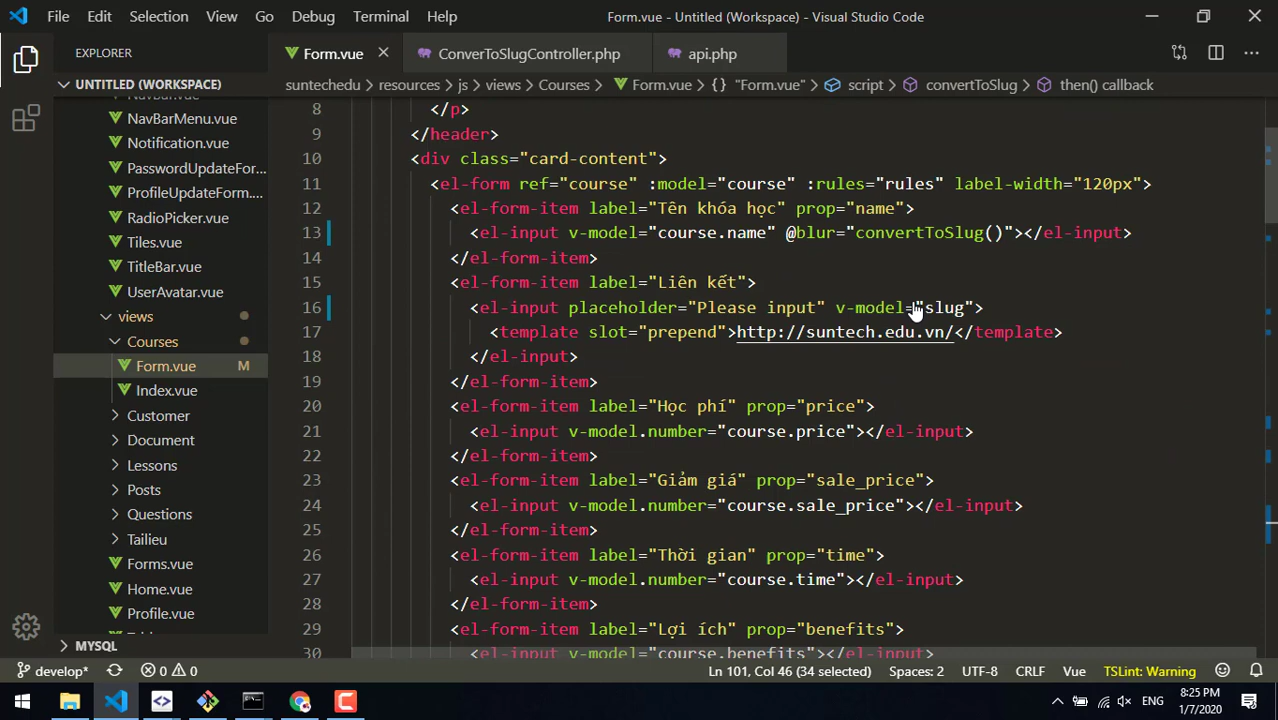 File Edit Selection View Go Debug Terminal Help Form.vue - Untitled (Workspace) - Visual Studio Code
EXPLORER Form.vue ConverToSlugController.php api.php
UNTITLED (WORKSPACE) suntechedu resources js views Courses Form.vue {} "Form.vue" script convertToSlug then() callback
NavBarMenu.vue
Notification.vue
PasswordUpdateFor...
ProfileUpdateForm....
RadioPicker.vue
Tiles.vue
TitleBar.vue
UserAvatar.vue
views
Courses
Form.vue M
Index.vue
Customer
Document
Lessons
Posts
Questions
Tailieu
Forms.vue
Home.vue
Profile.vue
MYSQL
8 </p>
9 </header>
10 <div class="card-content">
11 <el-form ref="course" :model="course" :rules="rules" label-width="120px">
12 <el-form-item label="Tên khóa học" prop="name">
13 <el-input v-model="course.name" @blur="convertToSlug()"></el-input>
14 </el-form-item>
15 <el-form-item label="Liên kết">
16 <el-input placeholder="Please input" v-model="slug">
17 <template slot="prepend">http://suntech.edu.vn/</template>
18 </el-input>
19 </el-form-item>
20 <el-form-item label="Học phí" prop="price">
21 <el-input v-model.number="course.price"></el-input>
22 </el-form-item>
23 <el-form-item label="Giảm giá" prop="sale_price">
24 <el-input v-model.number="course.sale_price"></el-input>
25 </el-form-item>
26 <el-form-item label="Thời gian" prop="time">
27 <el-input v-model.number="course.time"></el-input>
28 </el-form-item>
29 <el-form-item label="Lợi ích" prop="benefits">
30 <el-input v-model="course.benefits"></el-input>
develop* 0 0 Ln 101, Col 46 (34 selected) Spaces: 2 UTF-8 CRLF Vue TSLint: Warning
ENG 8:25 PM
1/7/2020